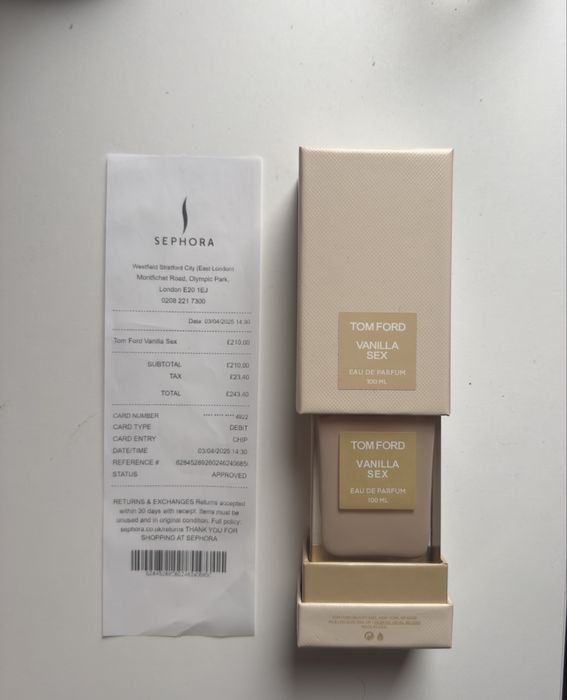 SEPHORA
Westfield Stratford City (East London)
Montfichet Road, Olympic Park,
London E20 1EJ
0208 221 7300
Date: 03/04/2025 14:30
Tom Ford Vanilla Sex £210.00
SUBTOTAL £210.00
TAX £23.40
TOTAL £243.40
CARD NUMBER **** **** **** 4922
CARD TYPE DEBIT
CARD ENTRY CHIP
DATE/TIME 03/04/2025 14:30
REFERENCE #
STATUS APPROVED
RETURNS & EXCHANGES Returns accepted
within 30 days with receipt. Items must be
unused and in original condition. Full policy:
sephora.co.uk/returns THANK YOU FOR
SHOPPING AT SEPHORA
TOM FORD
VANILLA
SEX
EAU DE PARFUM
100 ML
TOM FORD
VANILLA
SEX
EAU DE PARFUM
100 ML